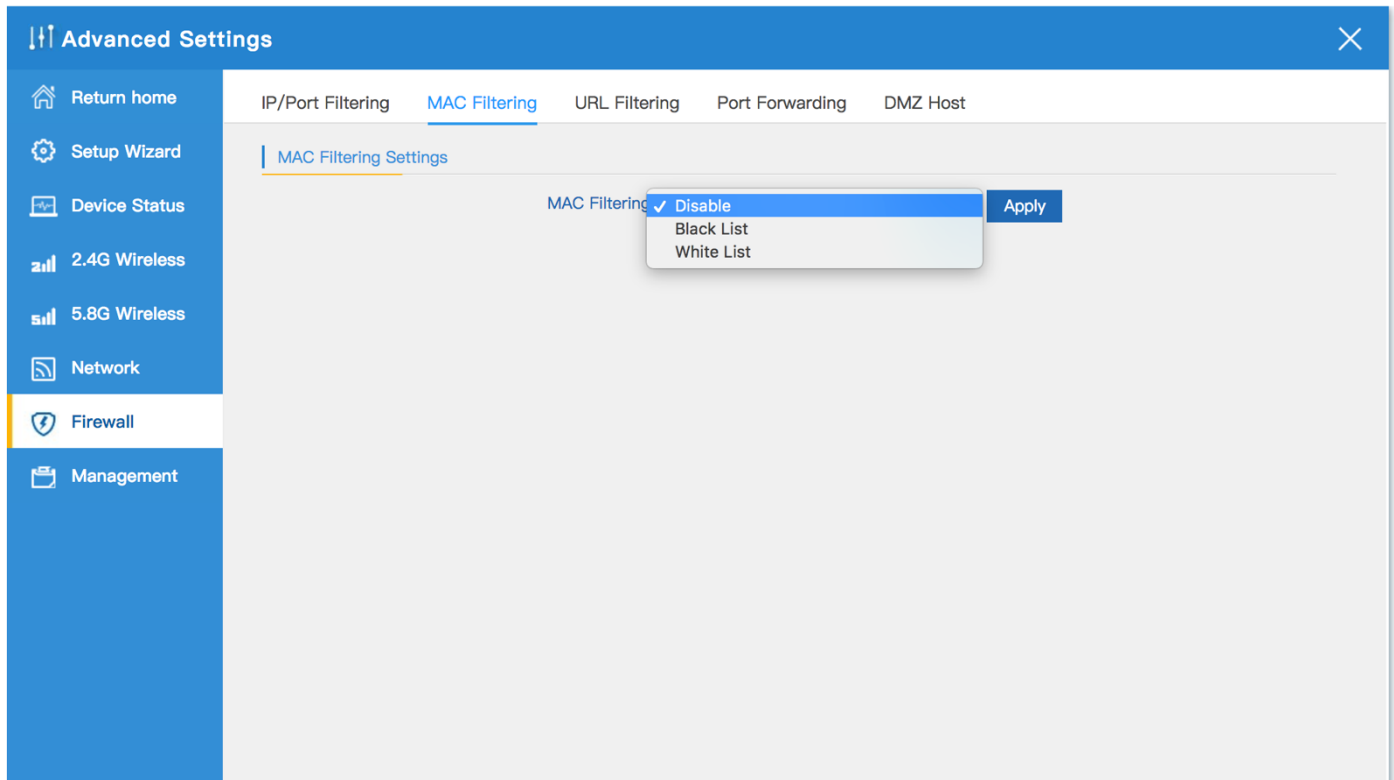 Advanced Settings
Return home
Setup Wizard
Device Status
2.4G Wireless
5.8G Wireless
Network
Firewall
Management
IP/Port Filtering MAC Filtering URL Filtering Port Forwarding DMZ Host
MAC Filtering Settings
MAC Filtering
✓ Disable
Black List
White List
Apply